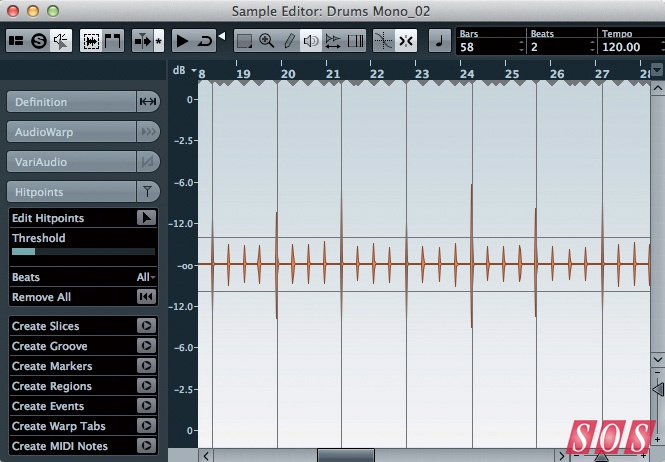 Sample Editor: Drums Mono_02
S
Bars Beats Tempo
58 2 120.00
dB 8 19 20 21 22 23 24 25 26 27 28
Definition
AudioWarp
VariAudio
Hitpoints
Edit Hitpoints
Threshold
Beats All
Remove All
Create Slices
Create Groove
Create Markers
Create Regions
Create Events
Create Warp Tabs
Create MIDI Notes
0
-2.5
-6.0
-12.0
-oo
-12.0
-6.0
-2.5
0
SOS